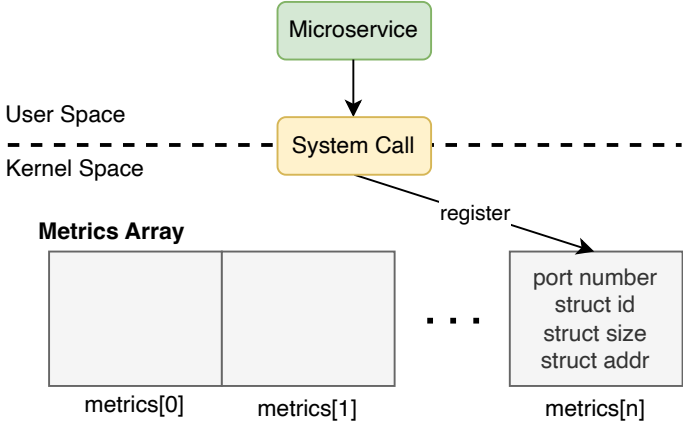 Microservice
User Space
System Call
Kernel Space
register
Metrics Array
port number
struct id
struct size
struct addr
metrics[0]
metrics[1]
metrics[n]